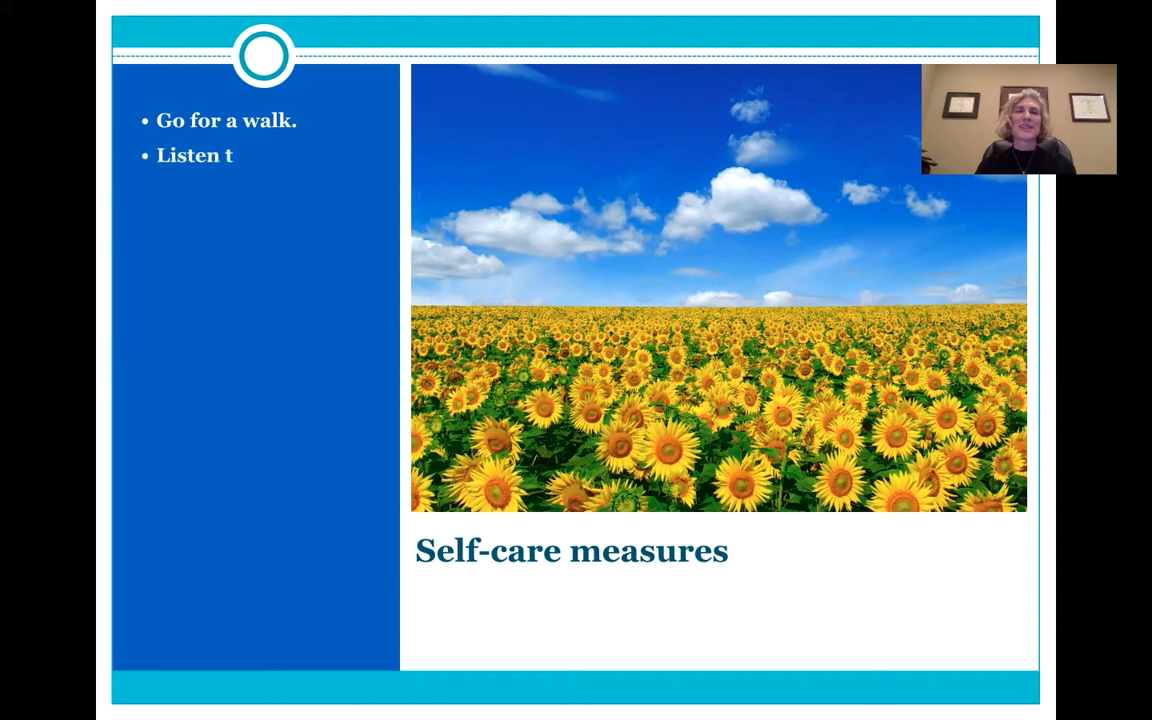 • Go for a walk.
• Listen t
Self-care measures